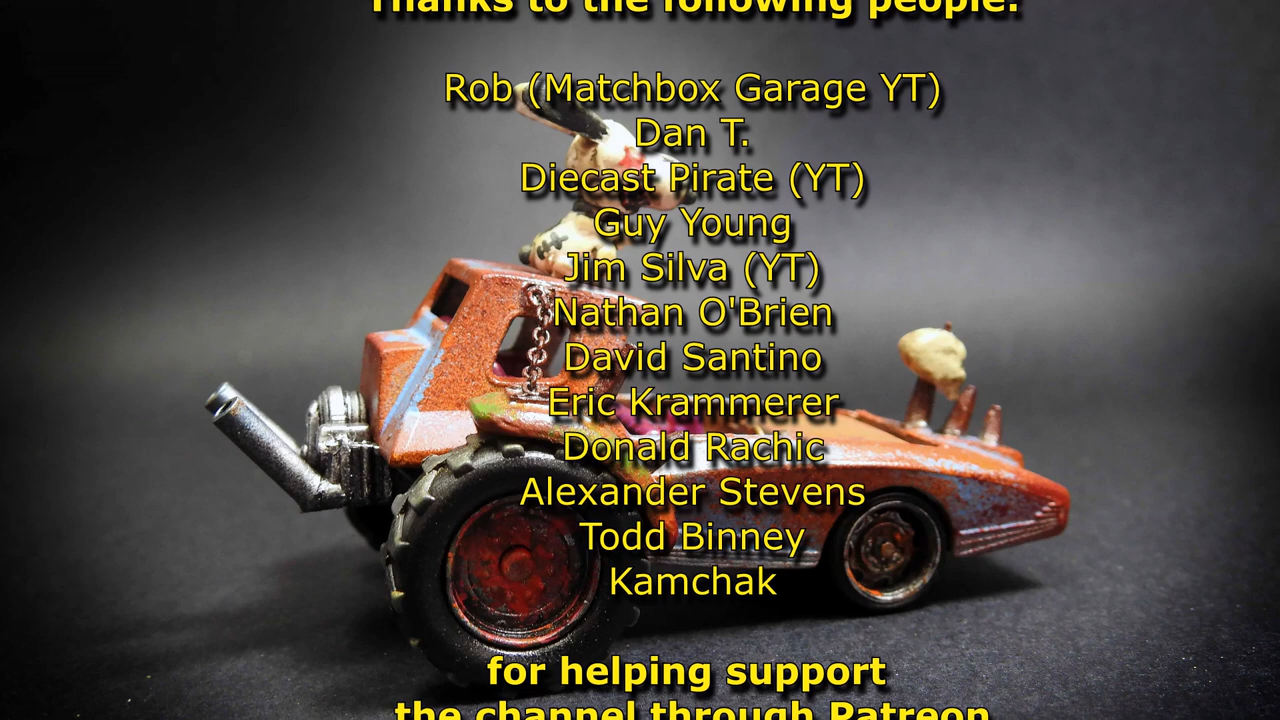 Thanks to the following people:
Rob (Matchbox Garage YT)
Dan T.
Diecast Pirate (YT)
Guy Young
Jim Silva (YT)
Nathan O'Brien
David Santino
Eric Krammerer
Donald Rachic
Alexander Stevens
Todd Binney
Kamchak
for helping support
the channel through Patreon